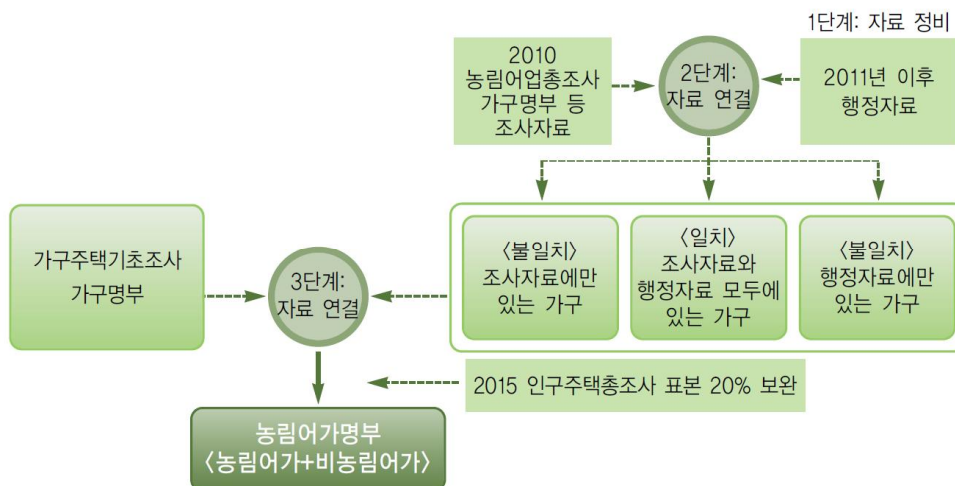 1단계: 자료 정비
2010
농림어업총조사
가구명부 등
조사자료
2단계:
자료 연결
2011년 이후
행정자료
가구주택기초조사
가구명부
3단계:
자료 연결
〈불일치〉
조사자료에만
있는 가구
〈일치〉
조사자료와
행정자료 모두에
있는 가구
〈불일치〉
행정자료에만
있는 가구
2015 인구주택총조사 표본 20% 보완
농림어가명부
〈농림어가+비농림어가〉